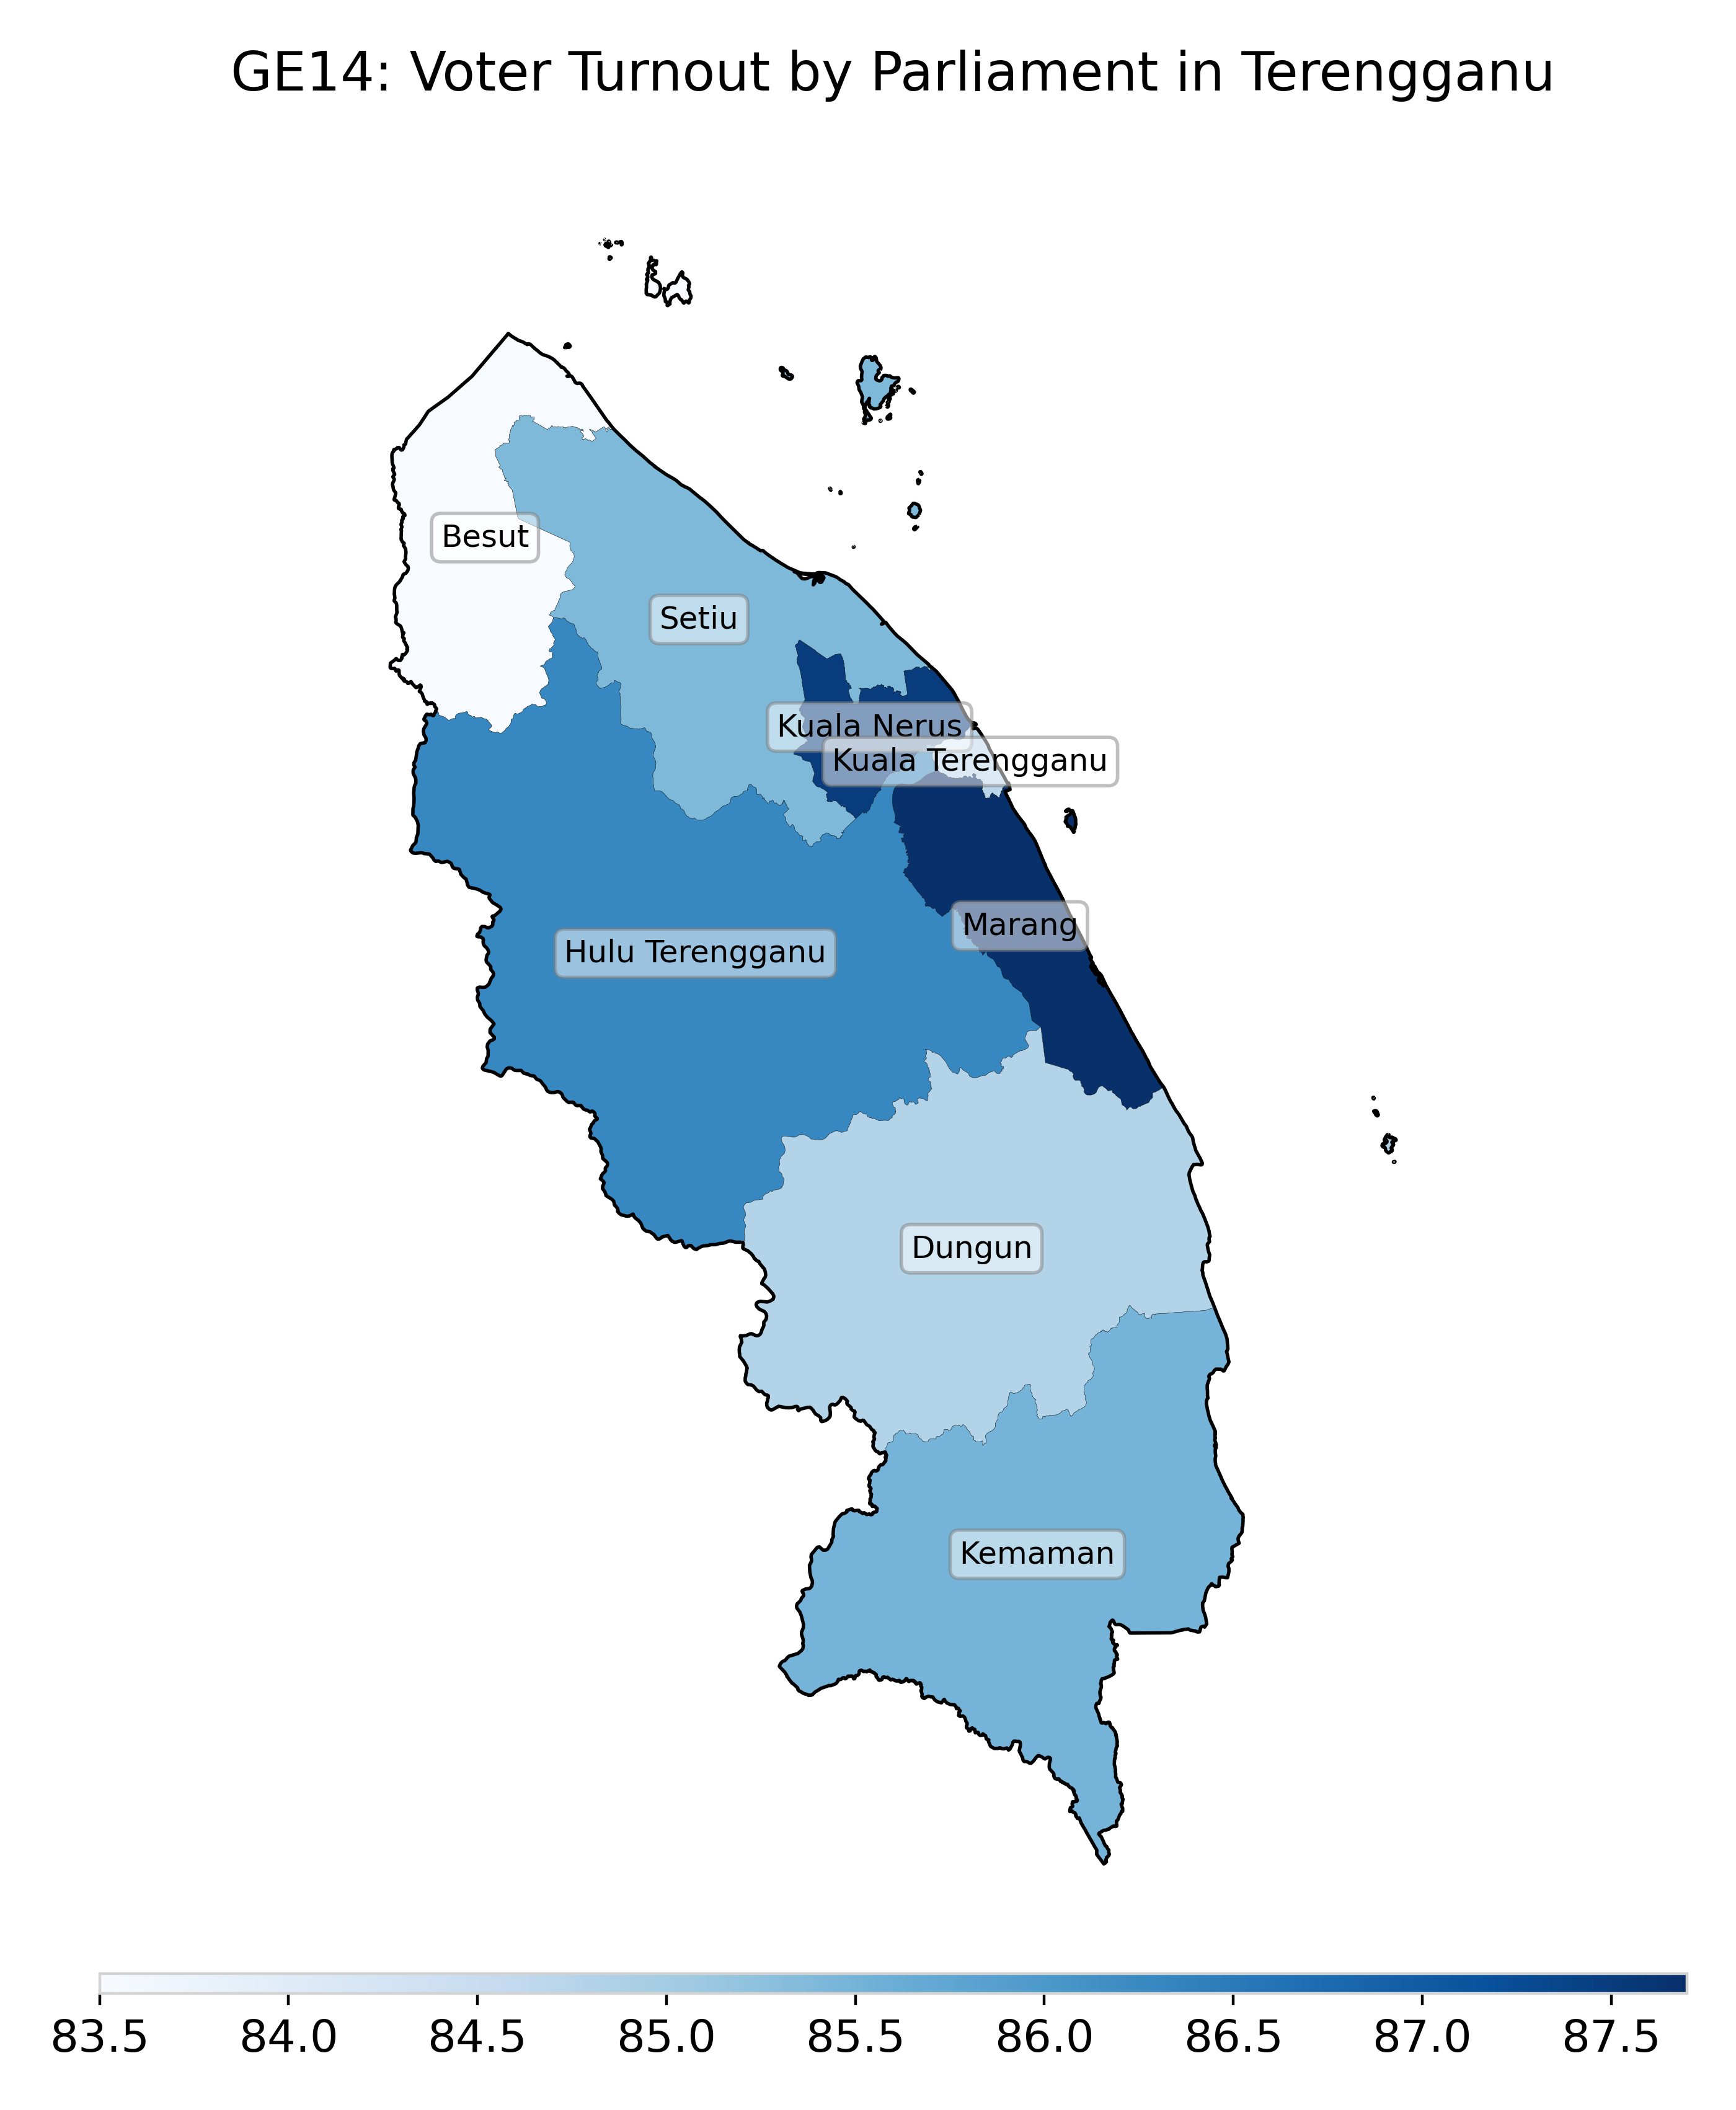 GE14: Voter Turnout by Parliament in Terengganu
Besut
Setiu
Kuala Nerus
Kuala Terengganu
Marang
Hulu Terengganu
Dungun
Kemaman
83.5 84.0 84.5 85.0 85.5 86.0 86.5 87.0 87.5